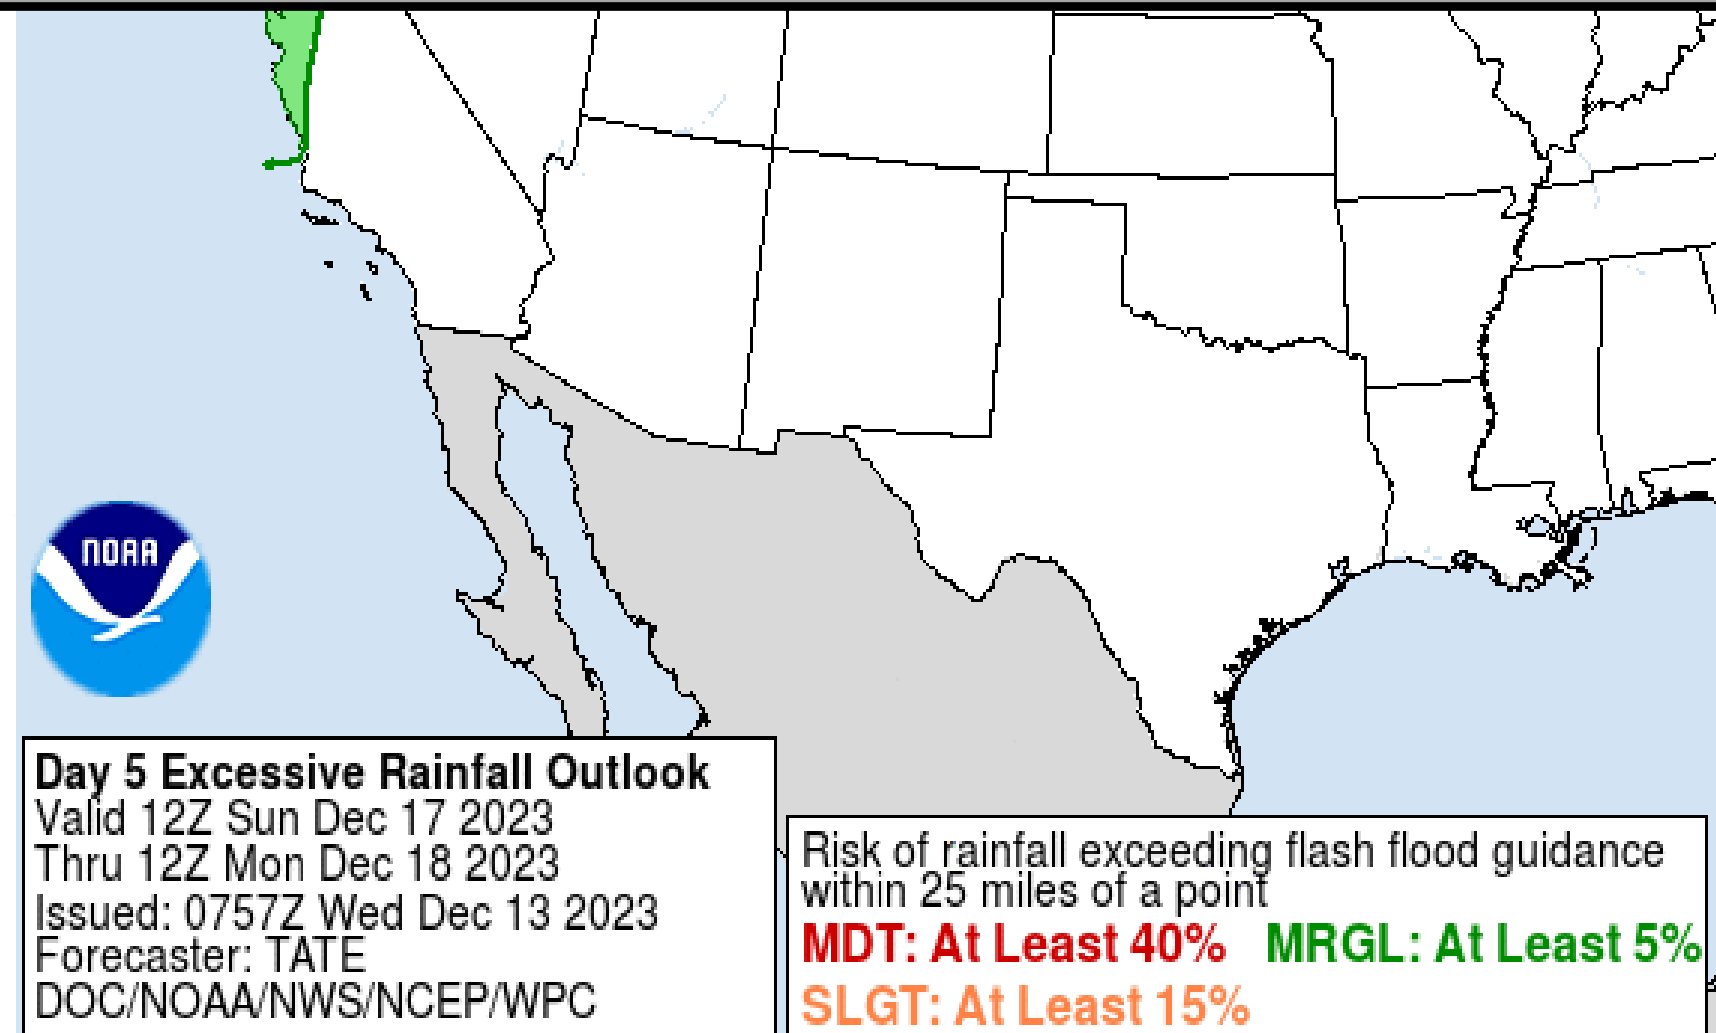 NOAA
Day 5 Excessive Rainfall Outlook
Valid 12Z Sun Dec 17 2023
Thru 12Z Mon Dec 18 2023
Issued: 0757Z Wed Dec 13 2023
Forecaster: TATE
DOC/NOAA/NWS/NCEP/WPC
Risk of rainfall exceeding flash flood guidance
within 25 miles of a point
MDT: At Least 40% MRGL: At Least 5%
SLGT: At Least 15%